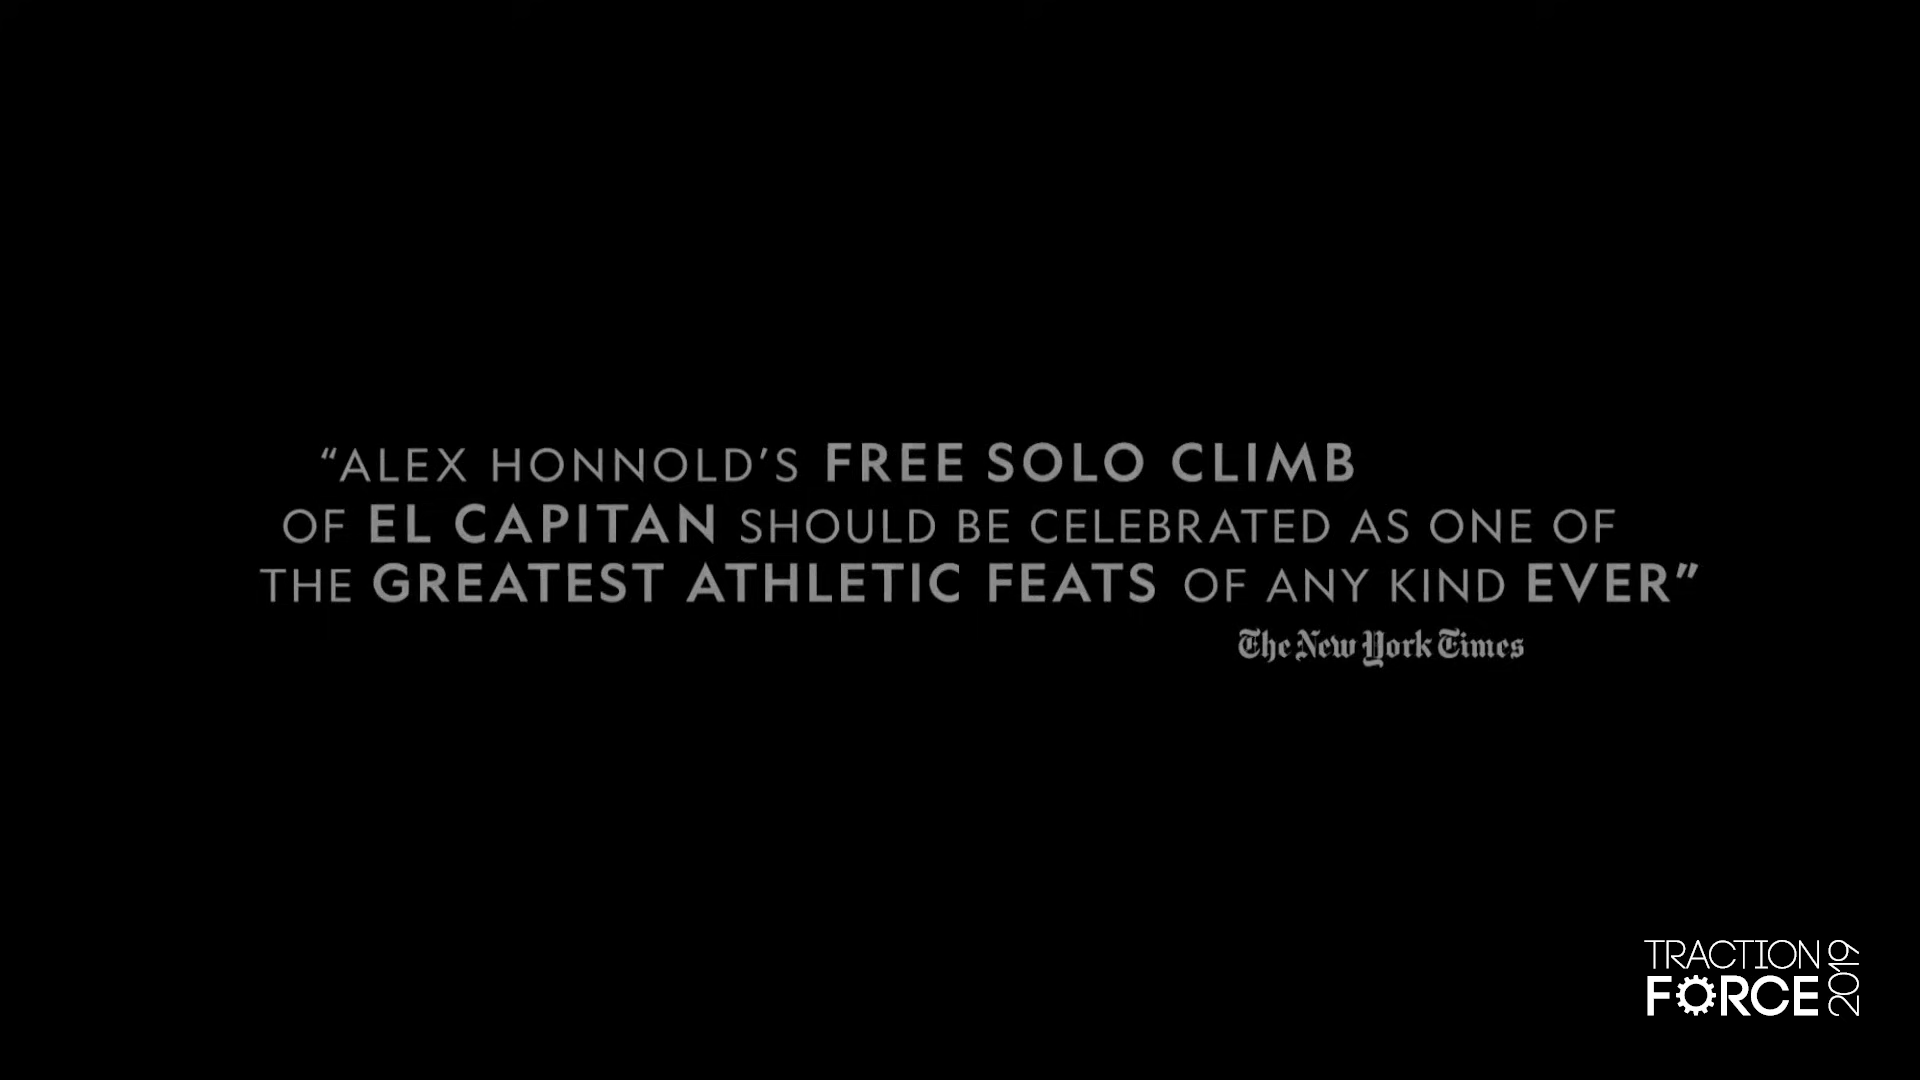 “ALEX HONNOLD’S FREE SOLO CLIMB
OF EL CAPITAN SHOULD BE CELEBRATED AS ONE OF
THE GREATEST ATHLETIC FEATS OF ANY KIND EVER”
The New York Times
TRACTION
FORCE
2019